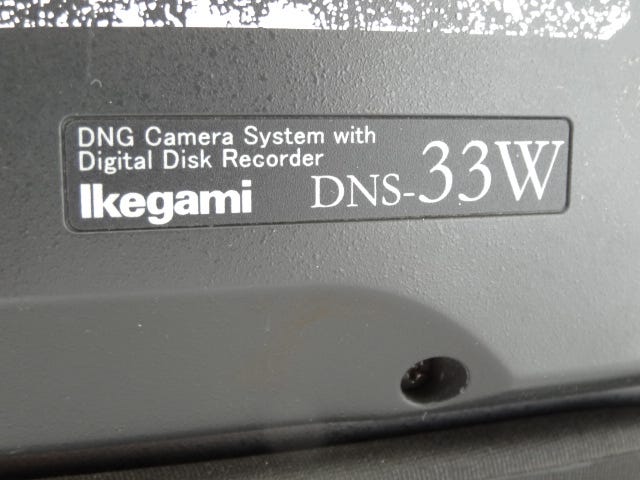 DNG Camera System with
Digital Disk Recorder
Ikegami DNS-33W